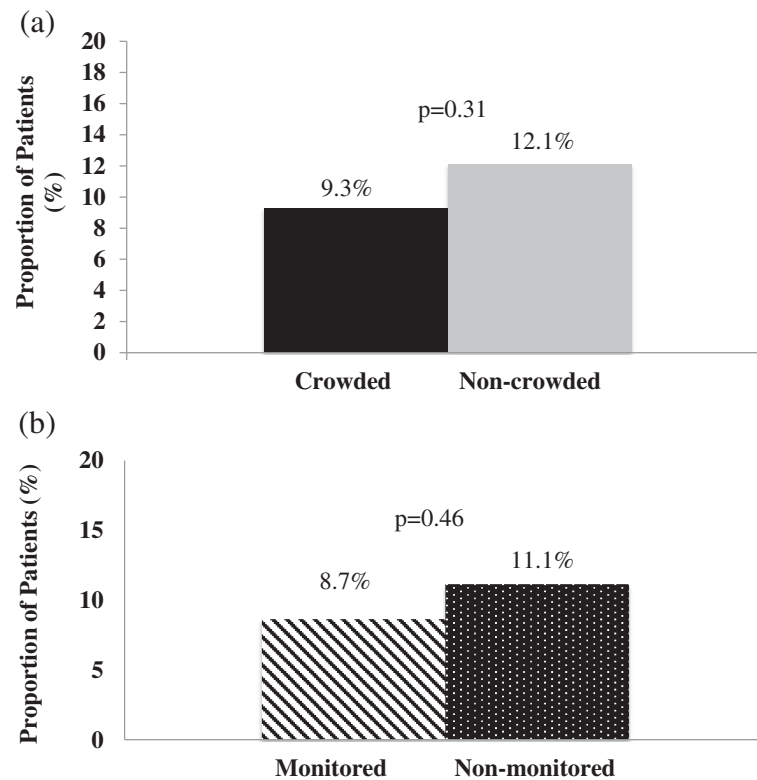 (a)
Proportion of Patients
(%)
20
18
16
14
12
10
8
6
4
2
0
p=0.31
9.3%
12.1%
Crowded
Non-crowded
(b)
Proportion of Patients (%)
20
15
10
5
0
p=0.46
8.7%
11.1%
Monitored
Non-monitored